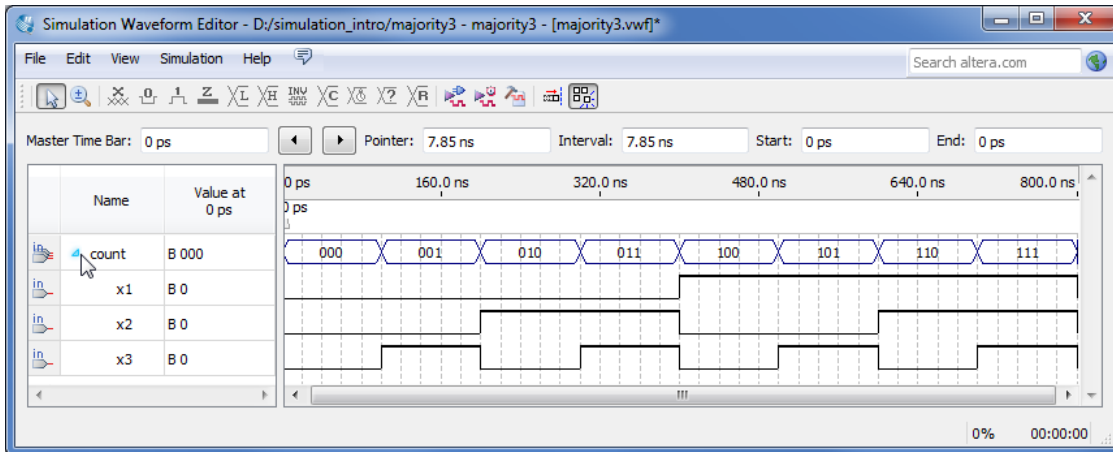 Simulation Waveform Editor - D:/simulation_intro/majority3 - majority3 - [majority3.vwf]*
File Edit View Simulation Help Search altera.com
Master Time Bar: 0 ps Pointer: 7.85 ns Interval: 7.85 ns Start: 0 ps End: 0 ps
Name Value at 0 ps
0 ps 160.0 ns 320.0 ns 480.0 ns 640.0 ns 800.0 ns
0 ps
in count B 000 000 001 010 011 100 101 110 111
in x1 B 0
in x2 B 0
in x3 B 0
0% 00:00:00